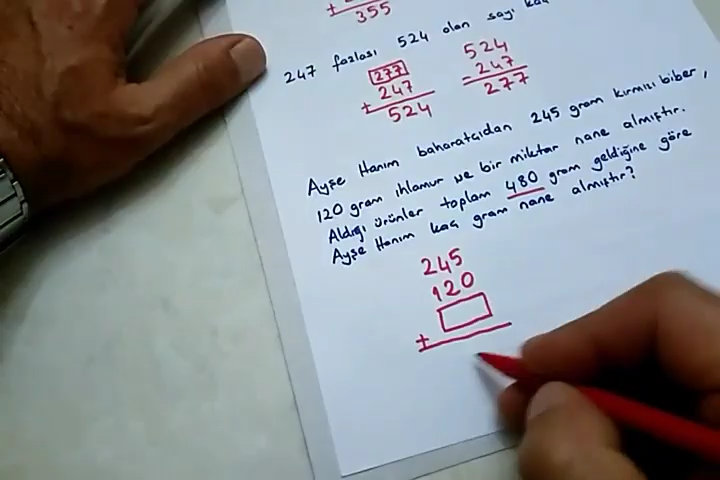 355
247 fazlası 524 olan sayı kaç
277
247
+
524
524
- 247
277
Ayşe Hanım baharatçıdan 245 gram kırmızı biber,
120 gram ıhlamur ve bir miktar nane almıştır.
Aldığı ürünler toplam 480 gram geldiğine göre
Ayşe Hanım kaç gram nane almıştır?
245
120
+